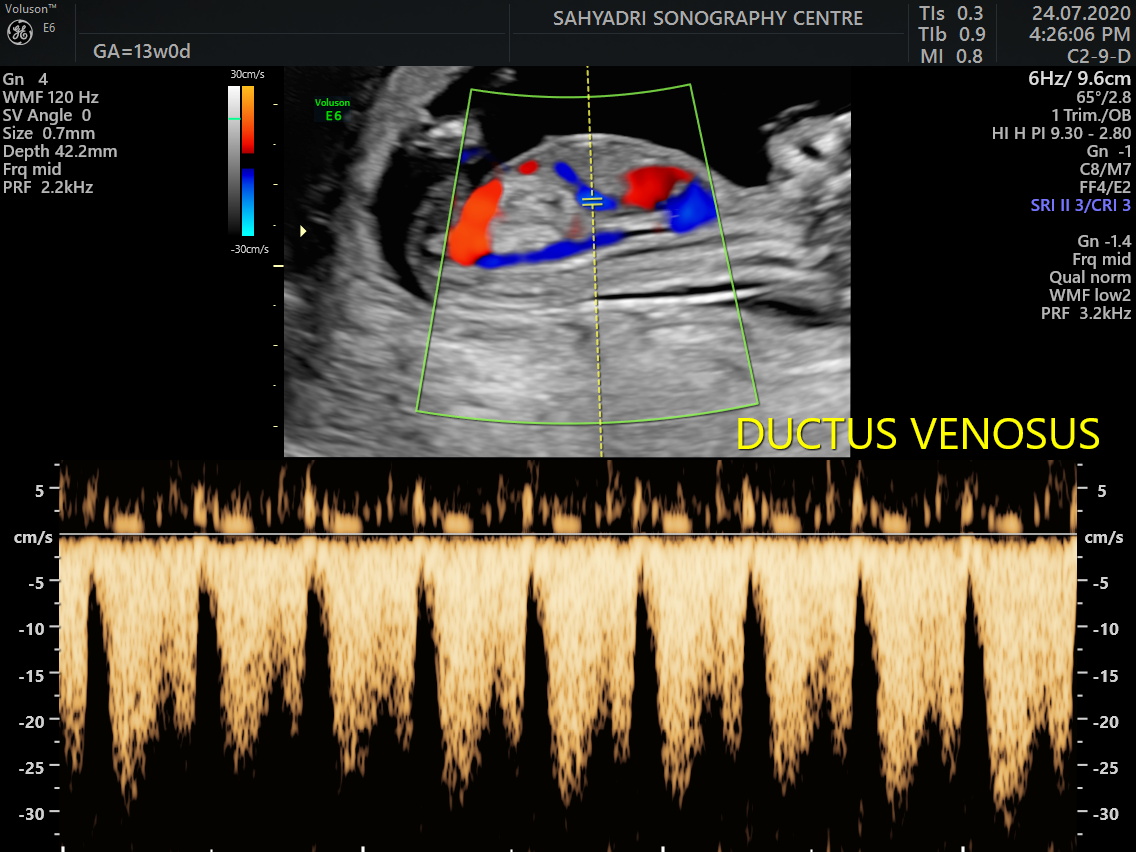 Voluson™
E6
SAHYADRI SONOGRAPHY CENTRE
GA=13w0d
TIs 0.3
TIb 0.9
MI 0.8
24.07.2020
4:26:06 PM
C2-9-D
Gn 4
WMF 120 Hz
SV Angle 0
Size 0.7mm
Depth 42.2mm
Frq mid
PRF 2.2kHz
30cm/s
-30cm/s
Voluson
E6
6Hz/ 9.6cm
65°/2.8
1 Trim./OB
HI H PI 9.30 - 2.80
Gn -1
C8/M7
FF4/E2
SRI II 3/CRI 3
Gn -1.4
Frq mid
Qual norm
WMF low2
PRF 3.2kHz
DUCTUS VENOSUS
5
cm/s
-5
-10
-15
-20
-25
-30
5
cm/s
-5
-10
-15
-20
-25
-30